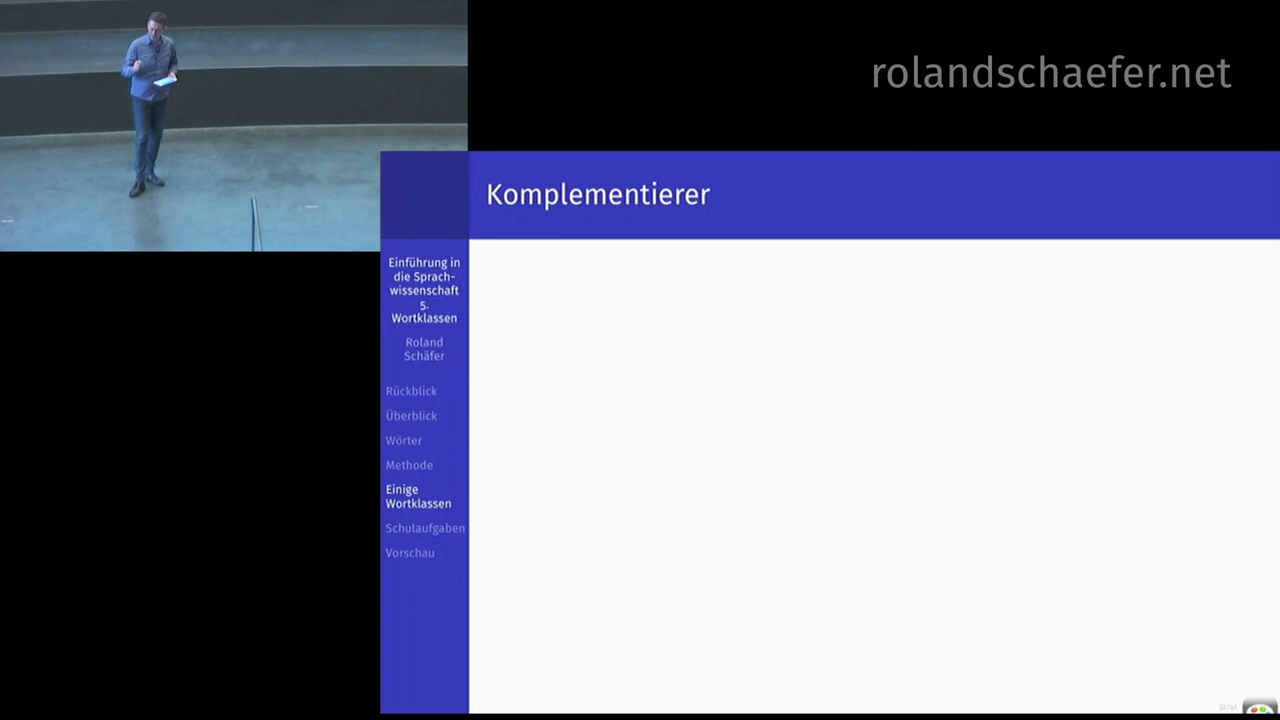 rolandschaefer.net
Komplementierer
Einführung in
die Sprach-
wissenschaft
5.
Wortklassen
Roland
Schäfer
Rückblick
Überblick
Wörter
Methode
Einige
Wortklassen
Schulaufgaben
Vorschau